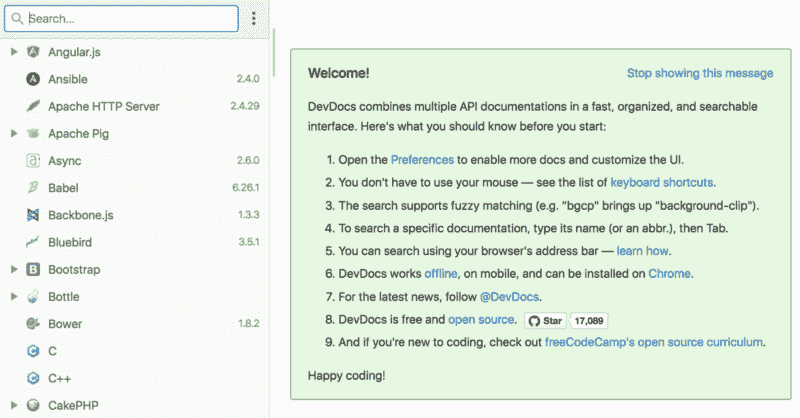 Search...
Angular.js
Ansible 2.4.0
Apache HTTP Server 2.4.29
Apache Pig
Async 2.6.0
Babel 6.26.1
Backbone.js 1.3.3
Bluebird 3.5.1
Bootstrap
Bottle
Bower 1.8.2
C
C++
CakePHP
Welcome! Stop showing this message
DevDocs combines multiple API documentations in a fast, organized, and searchable
interface. Here's what you should know before you start:
1. Open the Preferences to enable more docs and customize the UI.
2. You don't have to use your mouse — see the list of keyboard shortcuts.
3. The search supports fuzzy matching (e.g. "bgcp" brings up "background-clip").
4. To search a specific documentation, type its name (or an abbr.), then Tab.
5. You can search using your browser's address bar — learn how.
6. DevDocs works offline, on mobile, and can be installed on Chrome.
7. For the latest news, follow @DevDocs.
8. DevDocs is free and open source. Star 17,089
9. And if you're new to coding, check out freeCodeCamp's open source curriculum.
Happy coding!